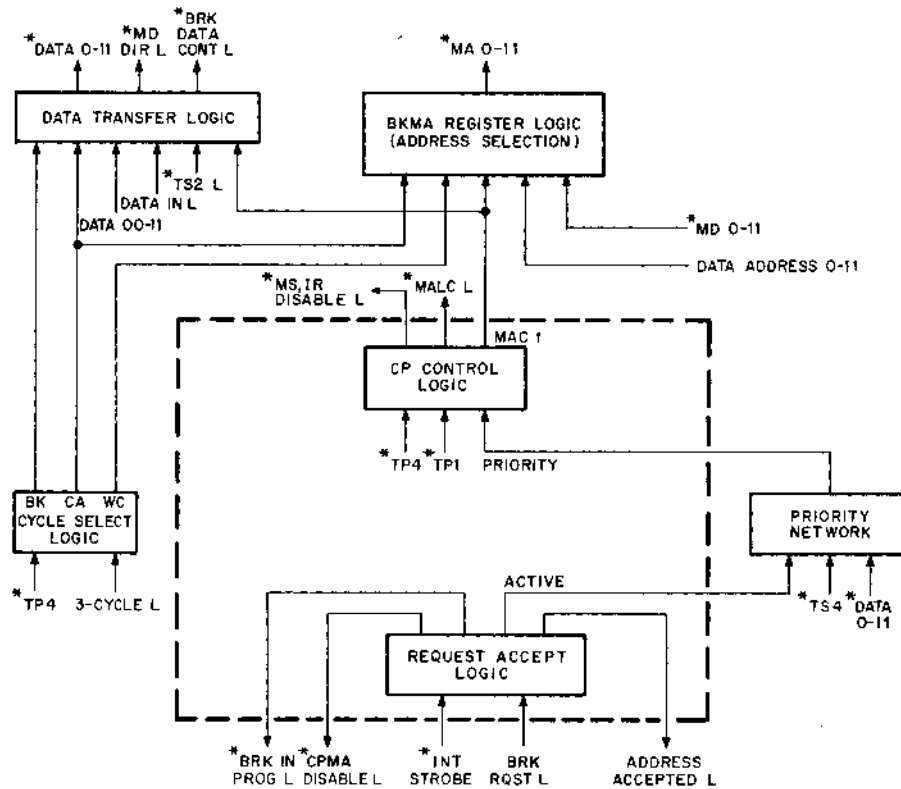 *DATA 0-11
*MD
DIR L
*BRK
DATA
CONT L
*MA 0-11
DATA TRANSFER LOGIC
BKMA REGISTER LOGIC
(ADDRESS SELECTION)
*TS2 L
DATA IN L
DATA 00-11
*MD 0-11
DATA ADDRESS 0-11
*MS,IR
DISABLE L
*MALC L
MAC f
CP CONTROL
LOGIC
*TP4
*TP1
PRIORITY
BK CA WC
CYCLE SELECT
LOGIC
PRIORITY
NETWORK
*TP4
3-CYCLE L
ACTIVE
*TS4
*DATA
0-11
REQUEST ACCEPT
LOGIC
*BRK IN
PROG L
*CPMA
DISABLE L
*INT
STROBE
BRK
RQST L
ADDRESS
ACCEPTED L